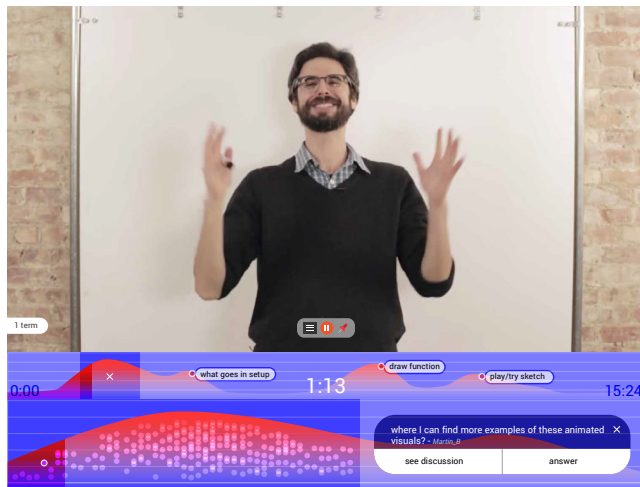 1 term
what goes in setup
draw function
play/try sketch
0:00
1:13
15:24
where I can find more examples of these animated
visuals? - Martin_B
see discussion
answer